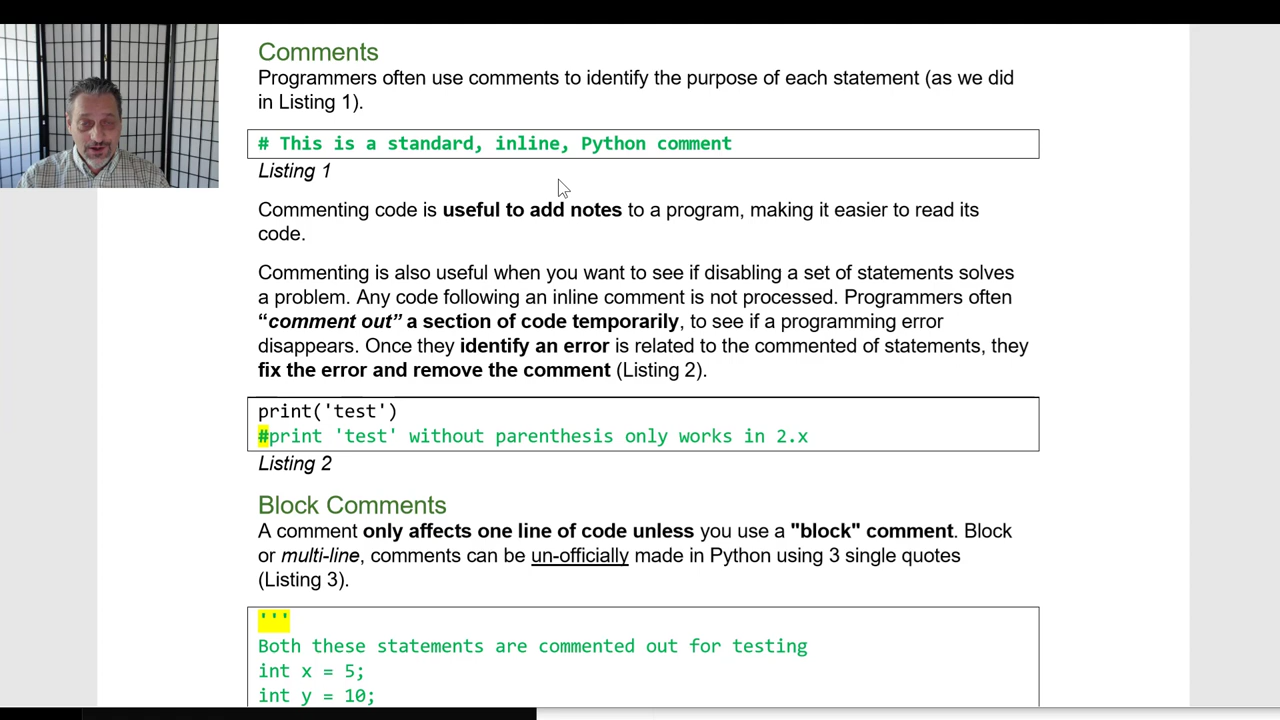 Comments
Programmers often use comments to identify the purpose of each statement (as we did
in Listing 1).
# This is a standard, inline, Python comment
Listing 1
Commenting code is useful to add notes to a program, making it easier to read its
code.
Commenting is also useful when you want to see if disabling a set of statements solves
a problem. Any code following an inline comment is not processed. Programmers often
“comment out” a section of code temporarily, to see if a programming error
disappears. Once they identify an error is related to the commented of statements, they
fix the error and remove the comment (Listing 2).
print('test')
#print 'test' without parenthesis only works in 2.x
Listing 2
Block Comments
A comment only affects one line of code unless you use a "block" comment. Block
or multi-line, comments can be un-officially made in Python using 3 single quotes
(Listing 3).
'''
Both these statements are commented out for testing
int x = 5;
int y = 10;